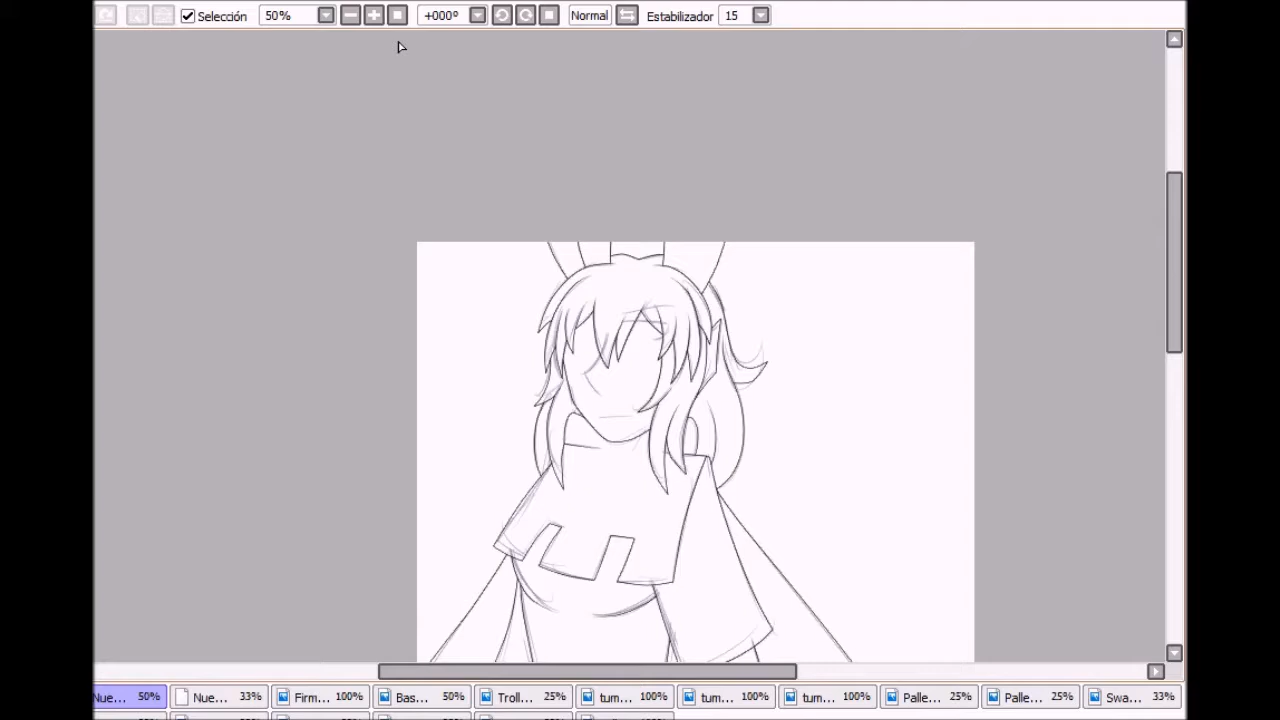 Selección 50% +000º Normal Estabilizador 15
Nue... 50% Nue... 33% Firm... 100% Bas... 50% Troll... 25% tum... 100% tum... 100% tum... 100% Palle... 25% Palle... 25% Swa... 33%